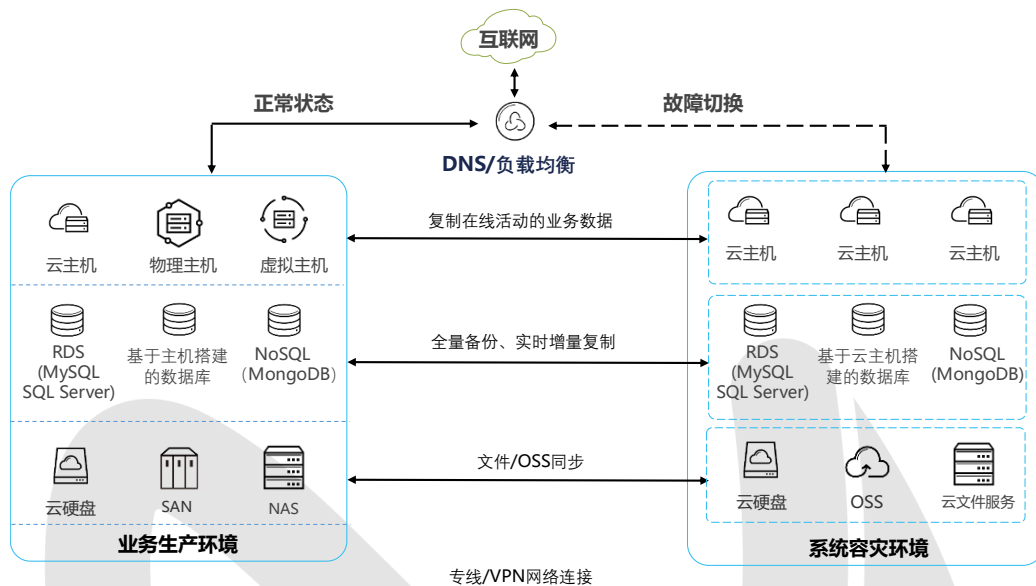 互联网
正常状态
故障切换
DNS/负载均衡
云主机
物理主机
虚拟主机
复制在线活动的业务数据
云主机
云主机
云主机
RDS
(MySQL
SQL Server)
基于主机搭建
的数据库
NoSQL
(MongoDB)
全量备份、实时增量复制
RDS
(MySQL
SQL Server)
基于云主机搭
建的数据库
NoSQL
(MongoDB)
云硬盘
SAN
NAS
文件/OSS同步
云硬盘
OSS
云文件服务
业务生产环境
系统容灾环境
专线/VPN网络连接